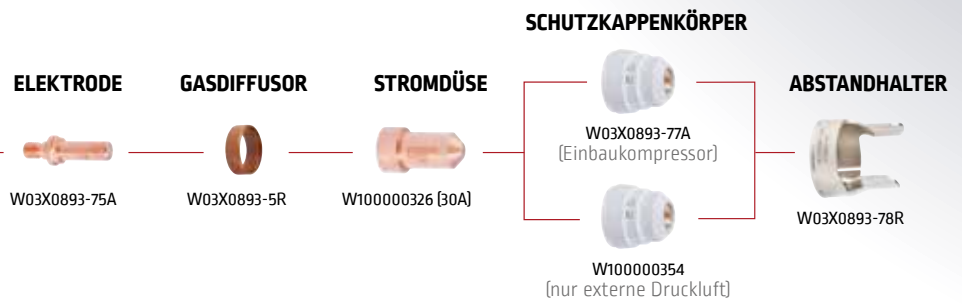 SCHUTZKAPPENKÖRPER
ELEKTRODE
GASDIFFUSOR
STROMDÜSE
ABSTANDHALTER
W03X0893-77A
(Einbaukompressor)
W03X0893-75A
W03X0893-5R
W100000326 (30A)
W03X0893-78R
W100000354
(nur externe Druckluft)